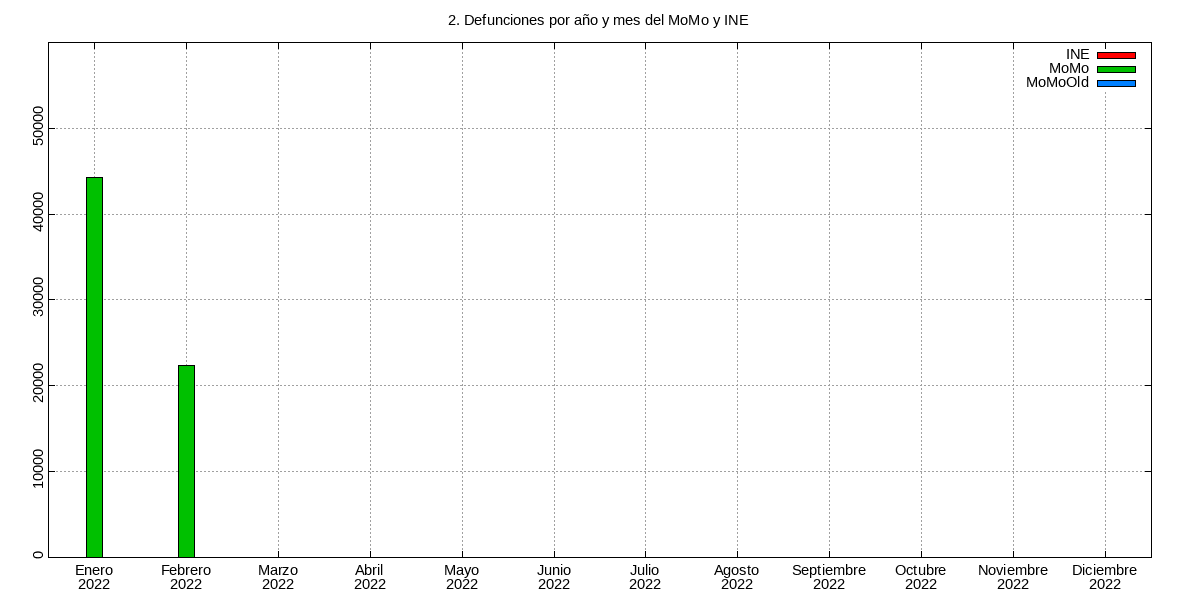 2. Defunciones por año y mes del MoMo y INE
INE
MoMo
MoMoOld
50000
40000
30000
20000
10000
0
Enero Febrero Marzo Abril Mayo Junio Julio Agosto Septiembre Octubre Noviembre Diciembre
2022 2022 2022 2022 2022 2022 2022 2022 2022 2022 2022 2022